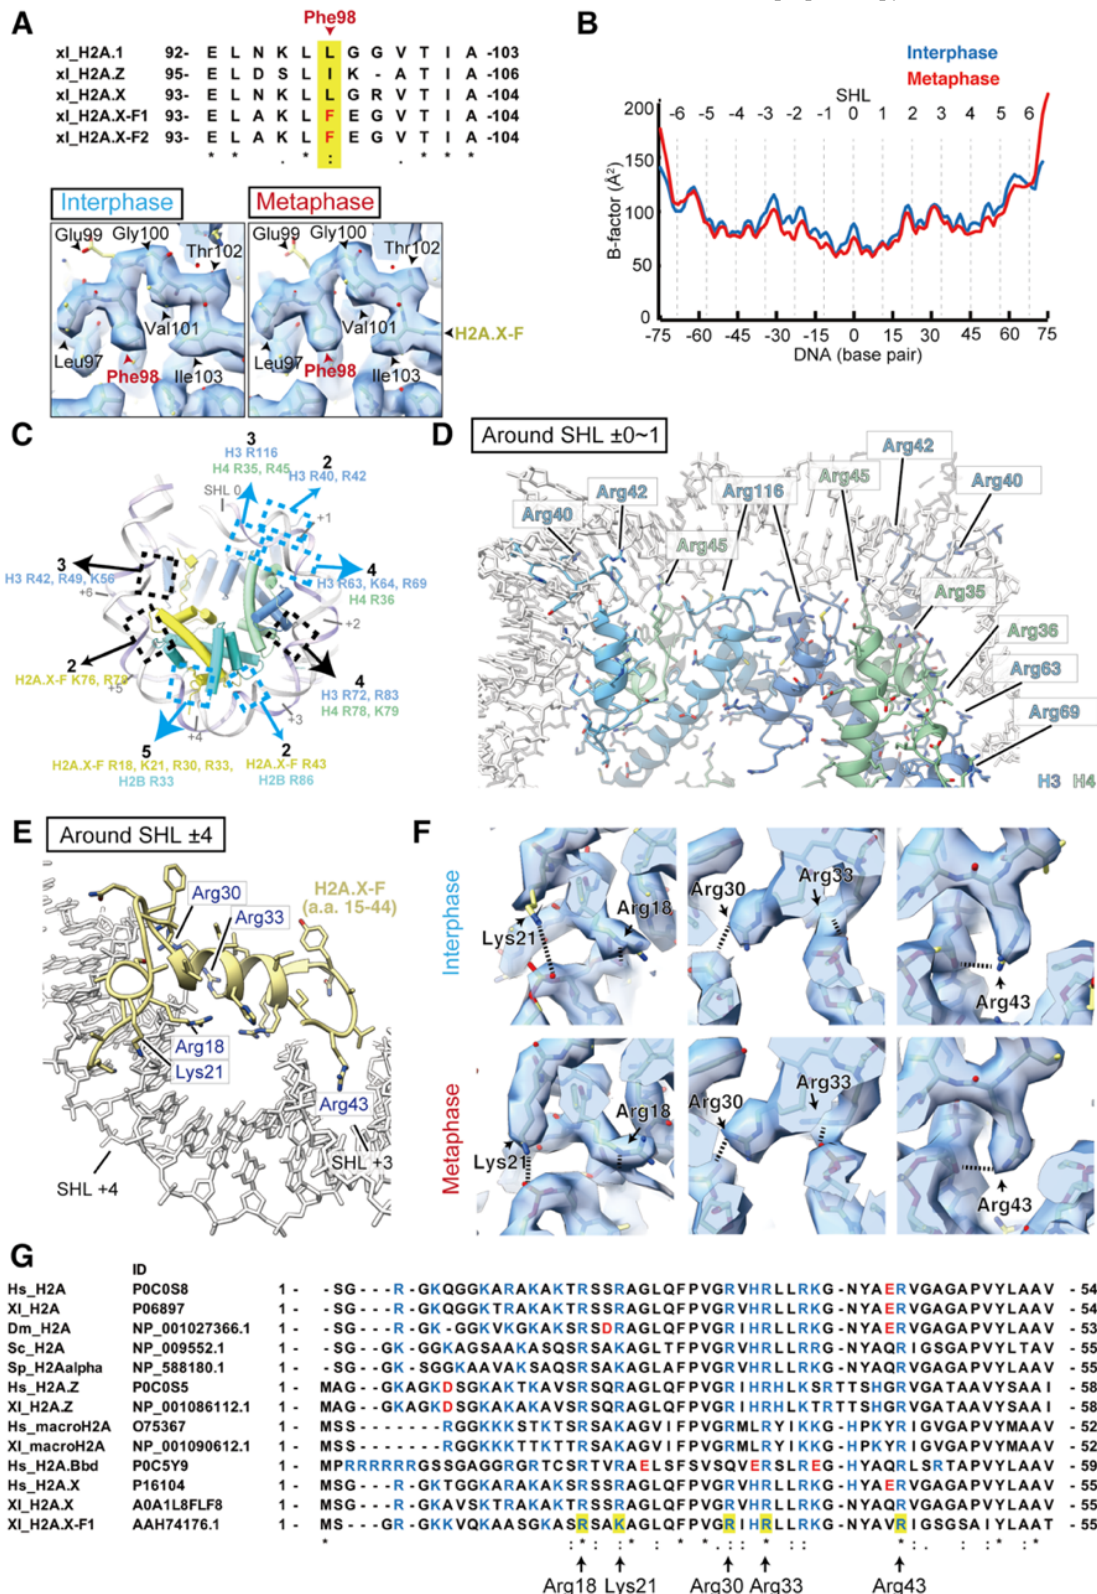 A
Phe98
xl_H2A.1 92- E L N K L L G G V T I A -103
xl_H2A.Z 95- E L D S L I K - A T I A -106
xl_H2A.X 93- E L N K L L G R V T I A -104
xl_H2A.X-F1 93- E L A K L F E G V T I A -104
xl_H2A.X-F2 93- E L A K L F E G V T I A -104
* * . * : . * * *
Interphase
Metaphase
Glu99 Gly100 Thr102 Val101 Leu97 Phe98 Ile103
Glu99 Gly100 Thr102 Val101 Leu97 Phe98 Ile103
H2A.X-F
B
Interphase
Metaphase
SHL
-6 -5 -4 -3 -2 -1 0 1 2 3 4 5 6
B-factor (Å²)
200
150
100
50
0
-75 -60 -45 -30 -15 0 15 30 45 60 75
DNA (base pair)
C
3
H3 R116
H4 R35, R45
2
H3 R40, R42
SHL 0
+1
4
H3 R63, K64, R69
H4 R36
3
H3 R42, R49, K56
+6
+2
2
H2A.X-F K76, R78
+5
4
H3 R72, R83
H4 R78, K79
+3
+4
5
H2A.X-F R18, K21, R30, R33,
H2B R33
2
H2A.X-F R43
H2B R86
D
Around SHL ±0~1
Arg42
Arg40
Arg42
Arg116
Arg45
Arg40
Arg45
Arg35
Arg36
Arg63
Arg69
H3 H4
E
Around SHL ±4
Arg30
Arg33
H2A.X-F
(a.a. 15-44)
Arg18
Lys21
Arg43
SHL +3
SHL +4
F
Interphase
Lys21
Arg18
Arg30
Arg33
Arg43
Metaphase
Lys21
Arg18
Arg30
Arg33
Arg43
G
ID
Hs_H2A P0C0S8 1- -SG---R-GKQGGKARAKAKTRSSRAGLQFPVGRVHRLLRKG-NYAERVGAGAPVYLAAV -54
Xl_H2A P06897 1- -SG---R-GKQGGKTRAKAKTRSSRAGLQFPVGRVHRLLRKG-NYAERVGAGAPVYLAAV -54
Dm_H2A NP_001027366.1 1- -SG---R-GK-GGKVKGKAKSRSDRAGLQFPVGRIHRLLRKG-NYAERVGAGAPVYLAAV -53
Sc_H2A NP_009552.1 1- -SG--GK-GGKAGSAAKASQSRSAKAGLTFPVGRVHRLLRRG-NYAQRIGSGAPVYLTAV -55
Sp_H2Aalpha NP_588180.1 1- -SG--GK-SGGKAAVAKSAQSRSAKAGLAFPVGRVHRLLRKG-NYAQRVGAGAPVYLAAV -55
Hs_H2A.Z P0C0S5 1- MAG--GKAGKDSGKAKTKAVSRSQRAGLQFPVGRIHRHLKSRTTSHGRVGATAAVYSAAI -58
Xl_H2A.Z NP_001086112.1 1- MAG--GKAGKDSGKAKTKAVSRSQRAGLQFPVGRIHRHLKTRTTSHGRVGATAAVYSAAI -58
Hs_macroH2A O75367 1- MSS------RGGKKKSTKTSRSAKAGVIFPVGRMLRYIKKG-HPKYRIGVGAPVYMAAV -52
Xl_macroH2A NP_001090612.1 1- MSS------RGGKKKTTKTTRSAKAGVIFPVGRMLRYIKKG-HPKYRIGVGAPVYMAAV -52
Hs_H2A.Bbd P0C5Y9 1- MPRRRRRRGSSGAGGRGRTCSRTVRAELSFSVSQVERSLREG-HYAQRLSRTAPVYLAAV -59
Hs_H2A.X P16104 1- MSG---R-GKTGGKARAKAKSRSSRAGLQFPVGRVHRLLRKG-HYAERVGAGAPVYLAAV -55
Xl_H2A.X A0A1L8FLF8 1- MSG---R-GKAVSKTRAKAKTRSSRAGLQFPVGRVHRLLRKG-NYAQRVGAGAPVYLAAV -55
Xl_H2A.X-F1 AAH74176.1 1- MS---GR-GKKVQKAASGKASRSAKAGLQFPVGRIHRLLRKG-NYAVRIGSGSAIYLAAT -55
Arg18 Lys21 Arg30 Arg33 Arg43